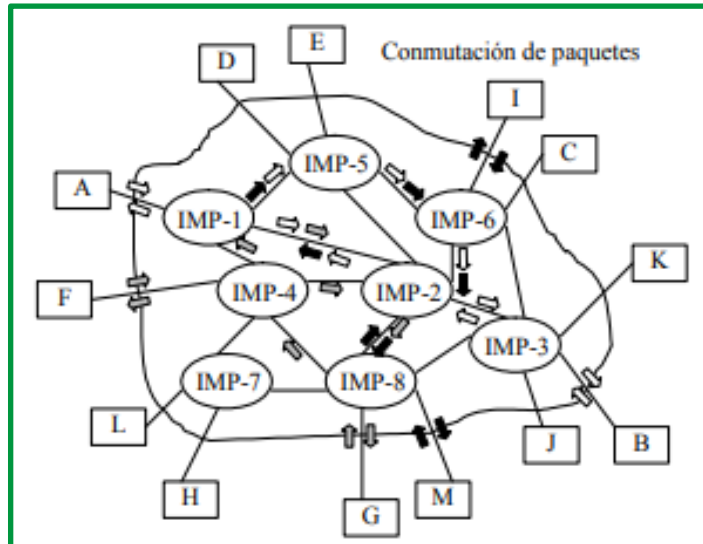 E
D
Conmutación de paquetes
I
C
IMP-5
A
IMP-1
IMP-6
K
F
IMP-4
IMP-2
IMP-3
IMP-7
IMP-8
L
J
B
H
G
M